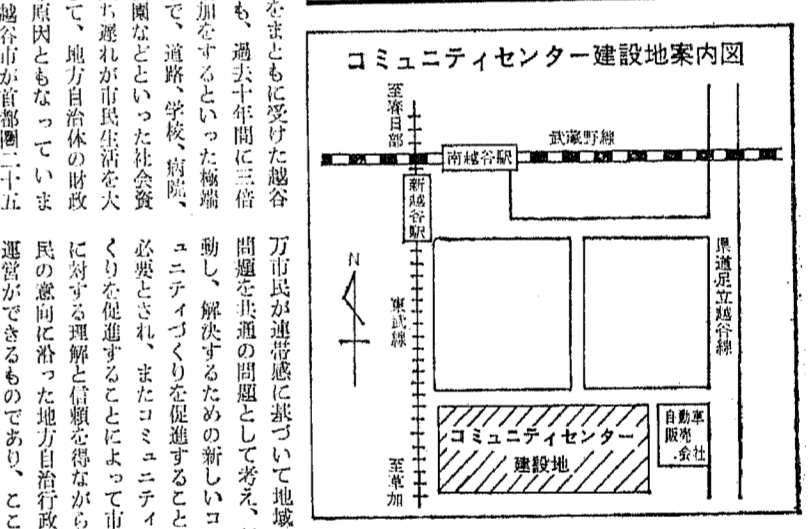 をまともに受けた越谷
も、過去十年間に三倍
加をするといった極端
で、道路、学校、病院、
園などといった社会資
ち遅れが市民生活を大
て、地方自治体の財政
原因ともなっていま
越谷市が首都圏二十五
万市民が連帯感に基づいて地域
問題を共通の問題として考え、
動し、解決するための新しいコ
ュニティづくりを促進すること
必要とされ、またコミュニティ
くりを促進することによって市
に対する理解と信頼を得ながら
民の意向に沿った地方自治行政
運営ができるものであり、ここ
コミュニティセンター建設地案内図
至春日部
武蔵野線
南越谷駅
新越谷駅
N
東武線
県道足立越谷線
コミュニティセンター
建設地
自動車
販売
会社
至草加